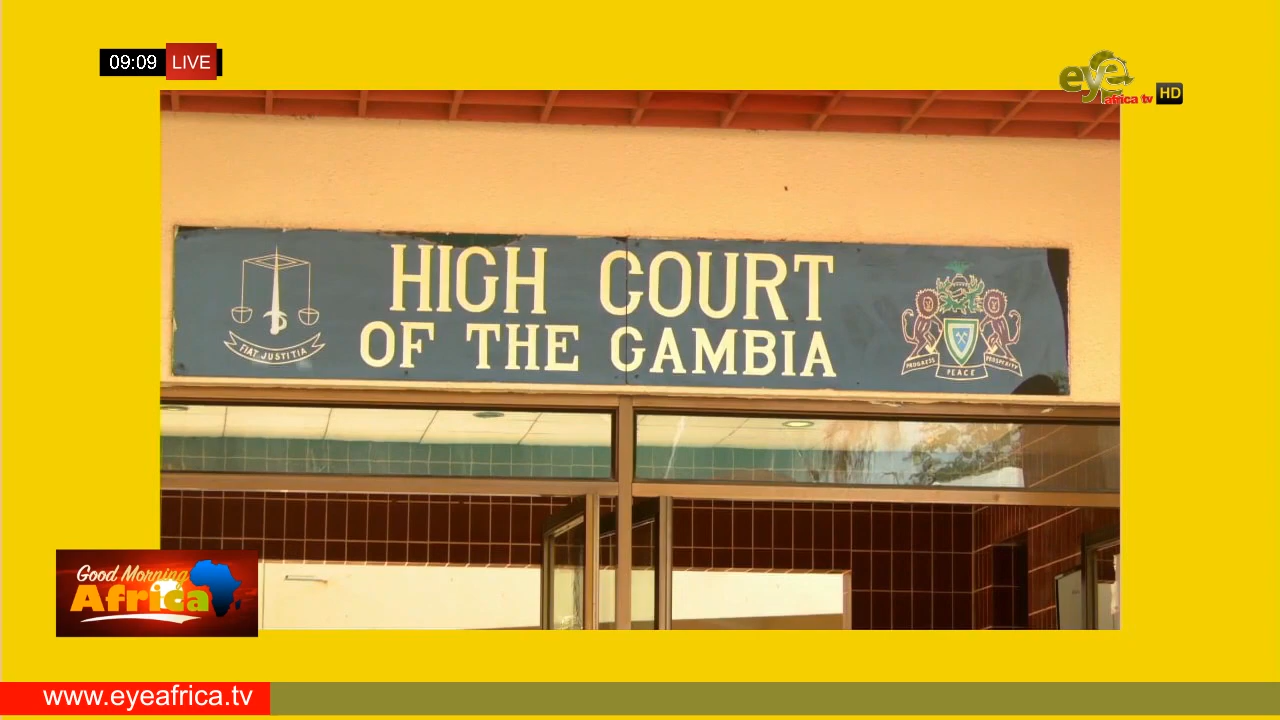 09:09 LIVE
eye
africa tv HD
HIGH COURT
OF THE GAMBIA
FIAT JUSTITIA
PROGRESS
PEACE
PROSPERITY
Good Morning
Africa
www.eyeafrica.tv